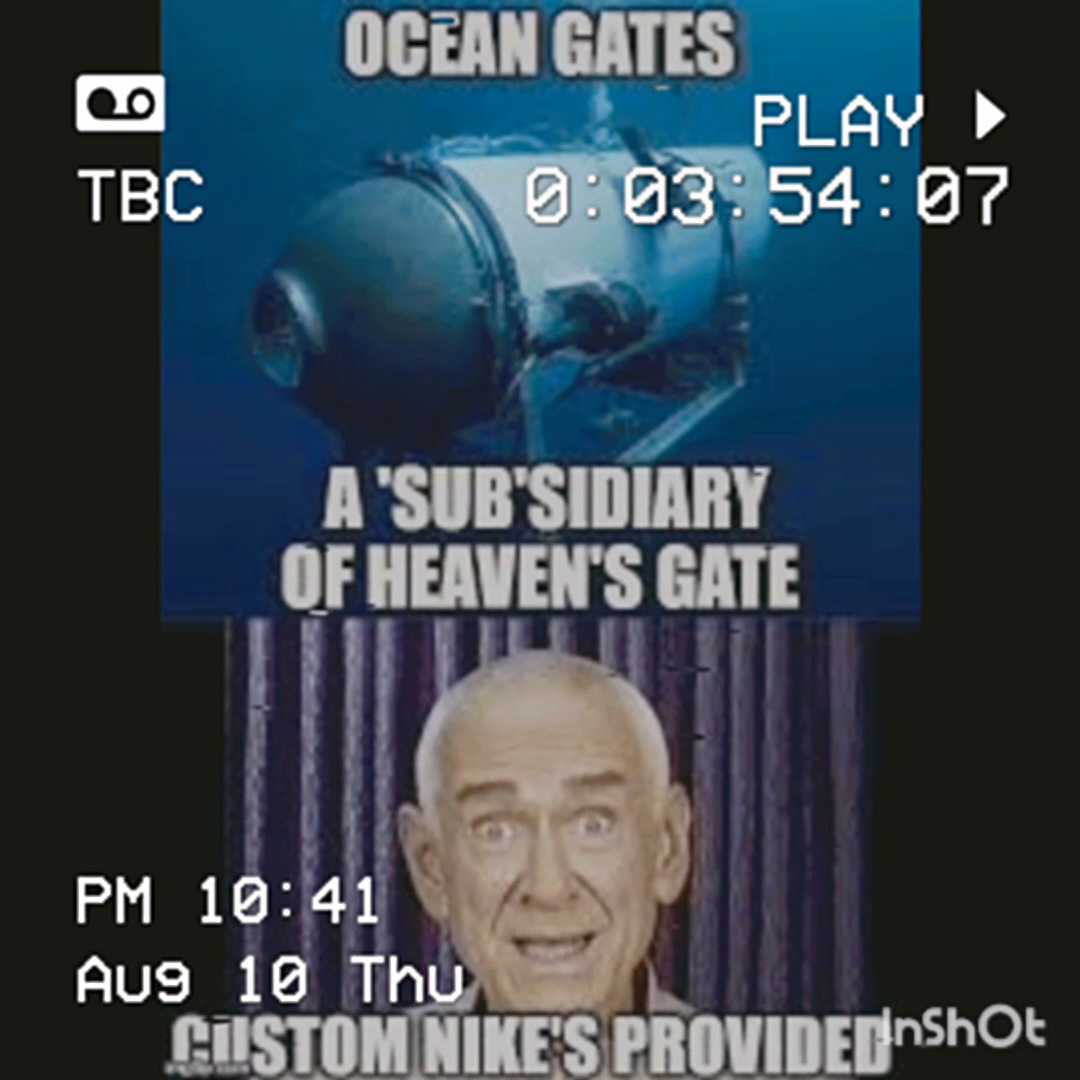 OCEAN GATES
PLAY
TBC
0:03:54:07
A 'SUB'SIDIARY
OF HEAVEN'S GATE
PM 10:41
Aug 10 Thu
CUSTOM NIKE'S PROVIDED
InShOt